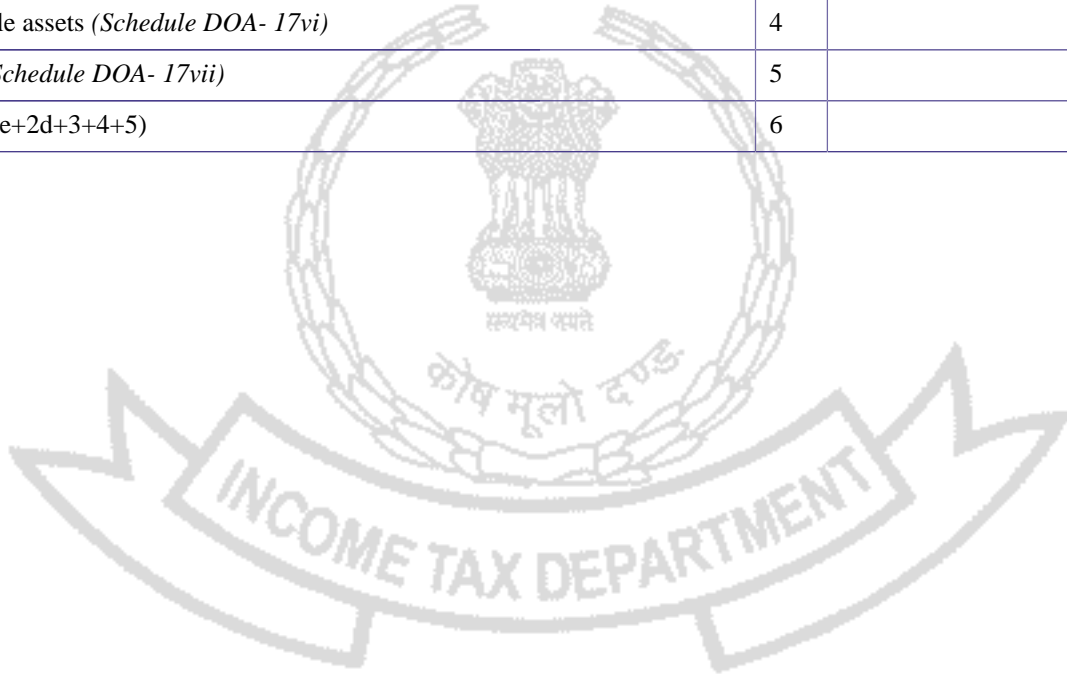 le assets (Schedule DOA- 17vi) 4
chedule DOA- 17vii) 5
e+2d+3+4+5) 6
सत्यमेव जयते
कोष मूलो दण्ड:
INCOME TAX DEPARTMENT